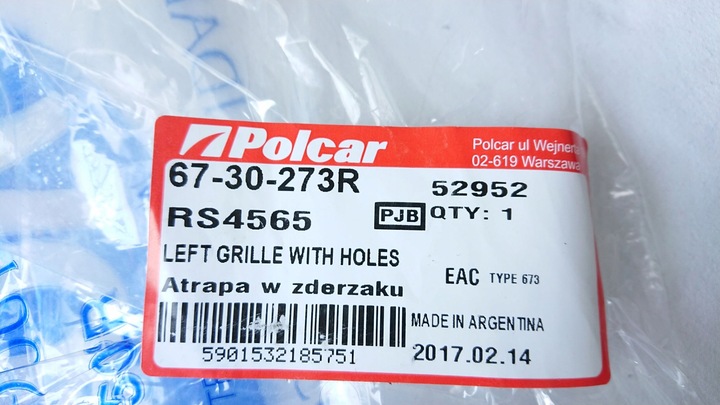 Polcar
Polcar ul Wejner
02-619 Warszawa
67-30-273R
52952
RS4565
PJB QTY: 1
LEFT GRILLE WITH HOLES
EAC TYPE 673
Atrapa w zderzaku
MADE IN ARGENTINA
5901532185751
2017.02.14